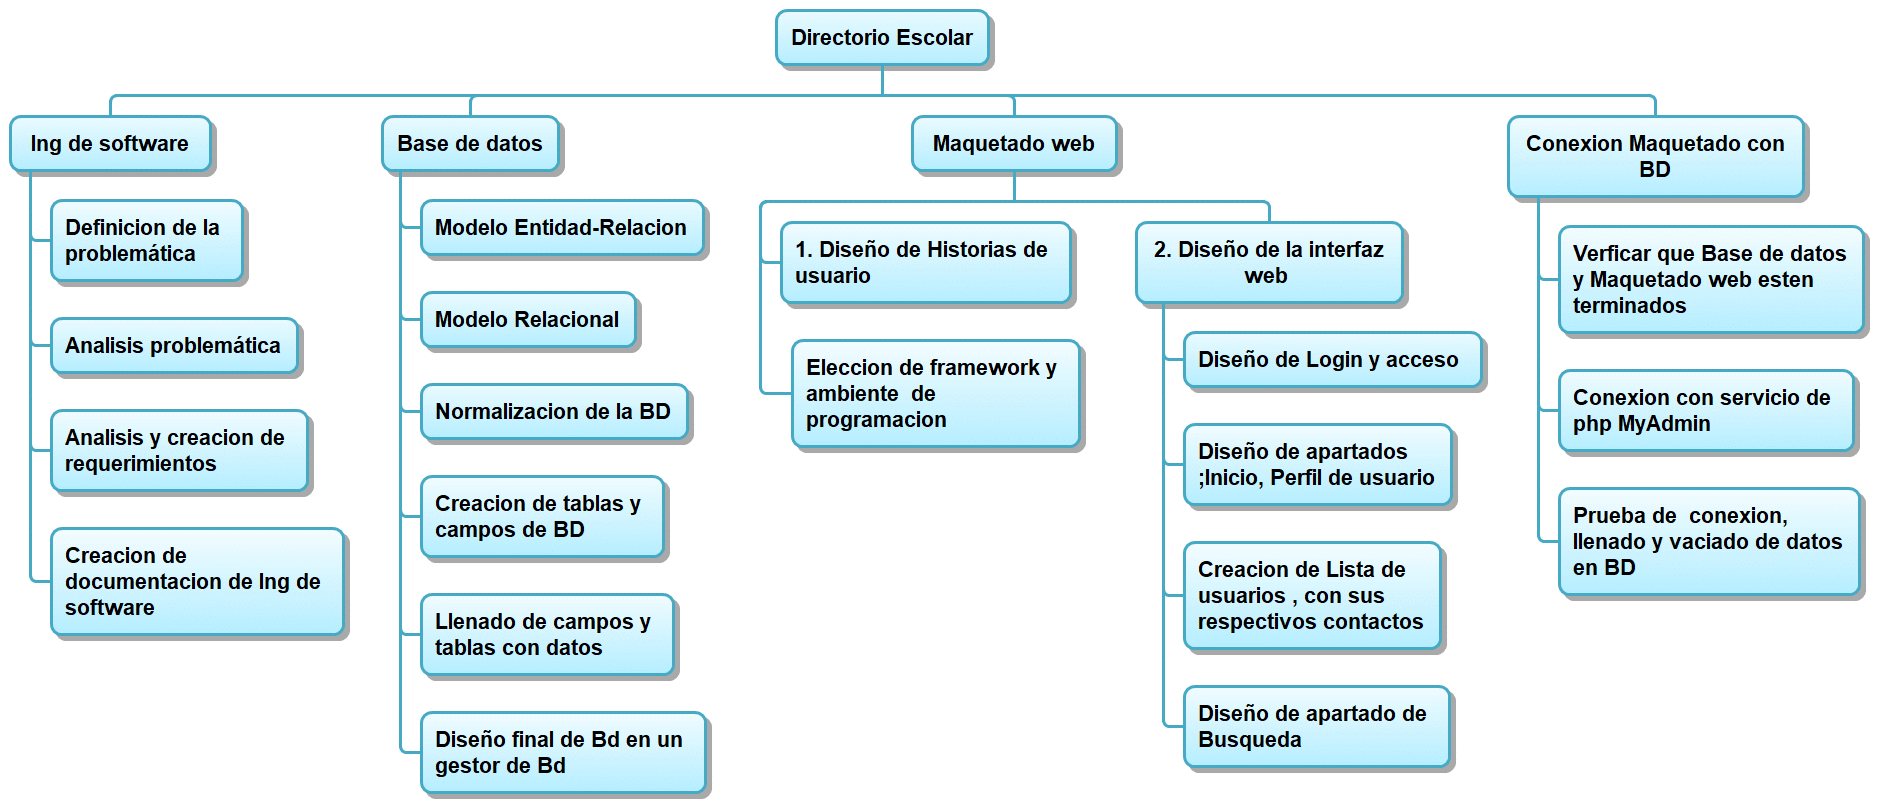 Directorio Escolar
Ing de software
Definicion de la
problemática
Analisis problemática
Analisis y creacion de
requerimientos
Creacion de
documentacion de Ing de
software
Base de datos
Modelo Entidad-Relacion
Modelo Relacional
Normalizacion de la BD
Creacion de tablas y
campos de BD
Llenado de campos y
tablas con datos
Diseño final de Bd en un
gestor de Bd
Maquetado web
1. Diseño de Historias de
usuario
Eleccion de framework y
ambiente  de
programacion
2. Diseño de la interfaz
web
Diseño de Login y acceso
Diseño de apartados
;Inicio, Perfil de usuario
Creacion de Lista de
usuarios , con sus
respectivos contactos
Diseño de apartado de
Busqueda
Conexion Maquetado con
BD
Verficar que Base de datos
y Maquetado web esten
terminados
Conexion con servicio de
php MyAdmin
Prueba de  conexion,
llenado y vaciado de datos
en BD